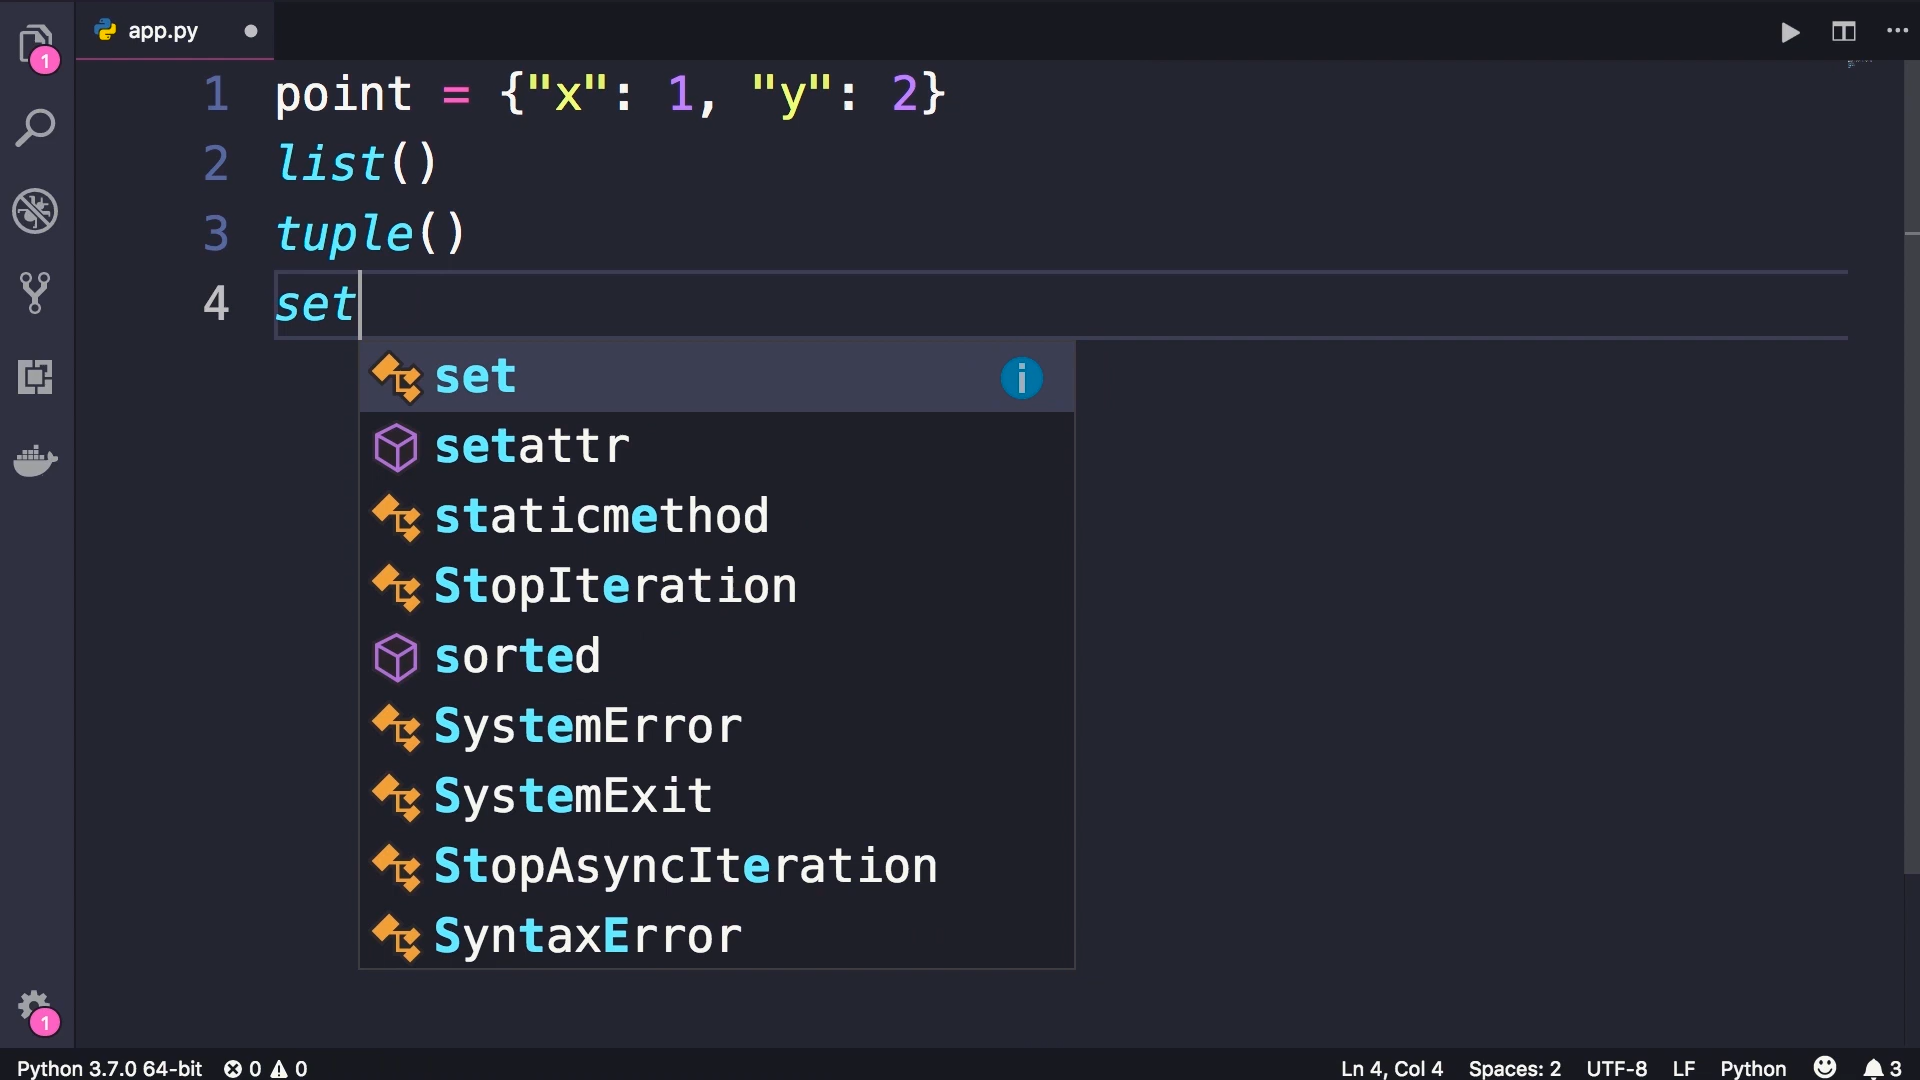 1
app.py
1 point = {"x": 1, "y": 2}
2 list()
3 tuple()
4 set
set
setattr
staticmethod
StopIteration
sorted
SystemError
SystemExit
StopAsyncIteration
SyntaxError
1
Python 3.7.0 64-bit 0 0 Ln 4, Col 4 Spaces: 2 UTF-8 LF Python 3